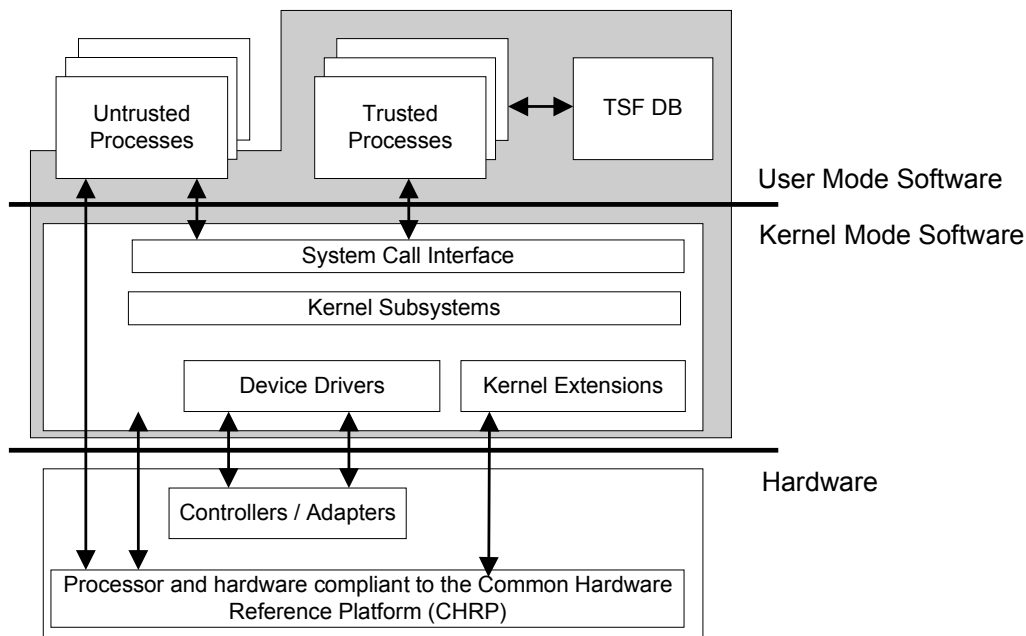 Untrusted
Processes
Trusted
Processes
TSF DB
User Mode Software
Kernel Mode Software
System Call Interface
Kernel Subsystems
Device Drivers
Kernel Extensions
Hardware
Controllers / Adapters
Processor and hardware compliant to the Common Hardware
Reference Platform (CHRP)